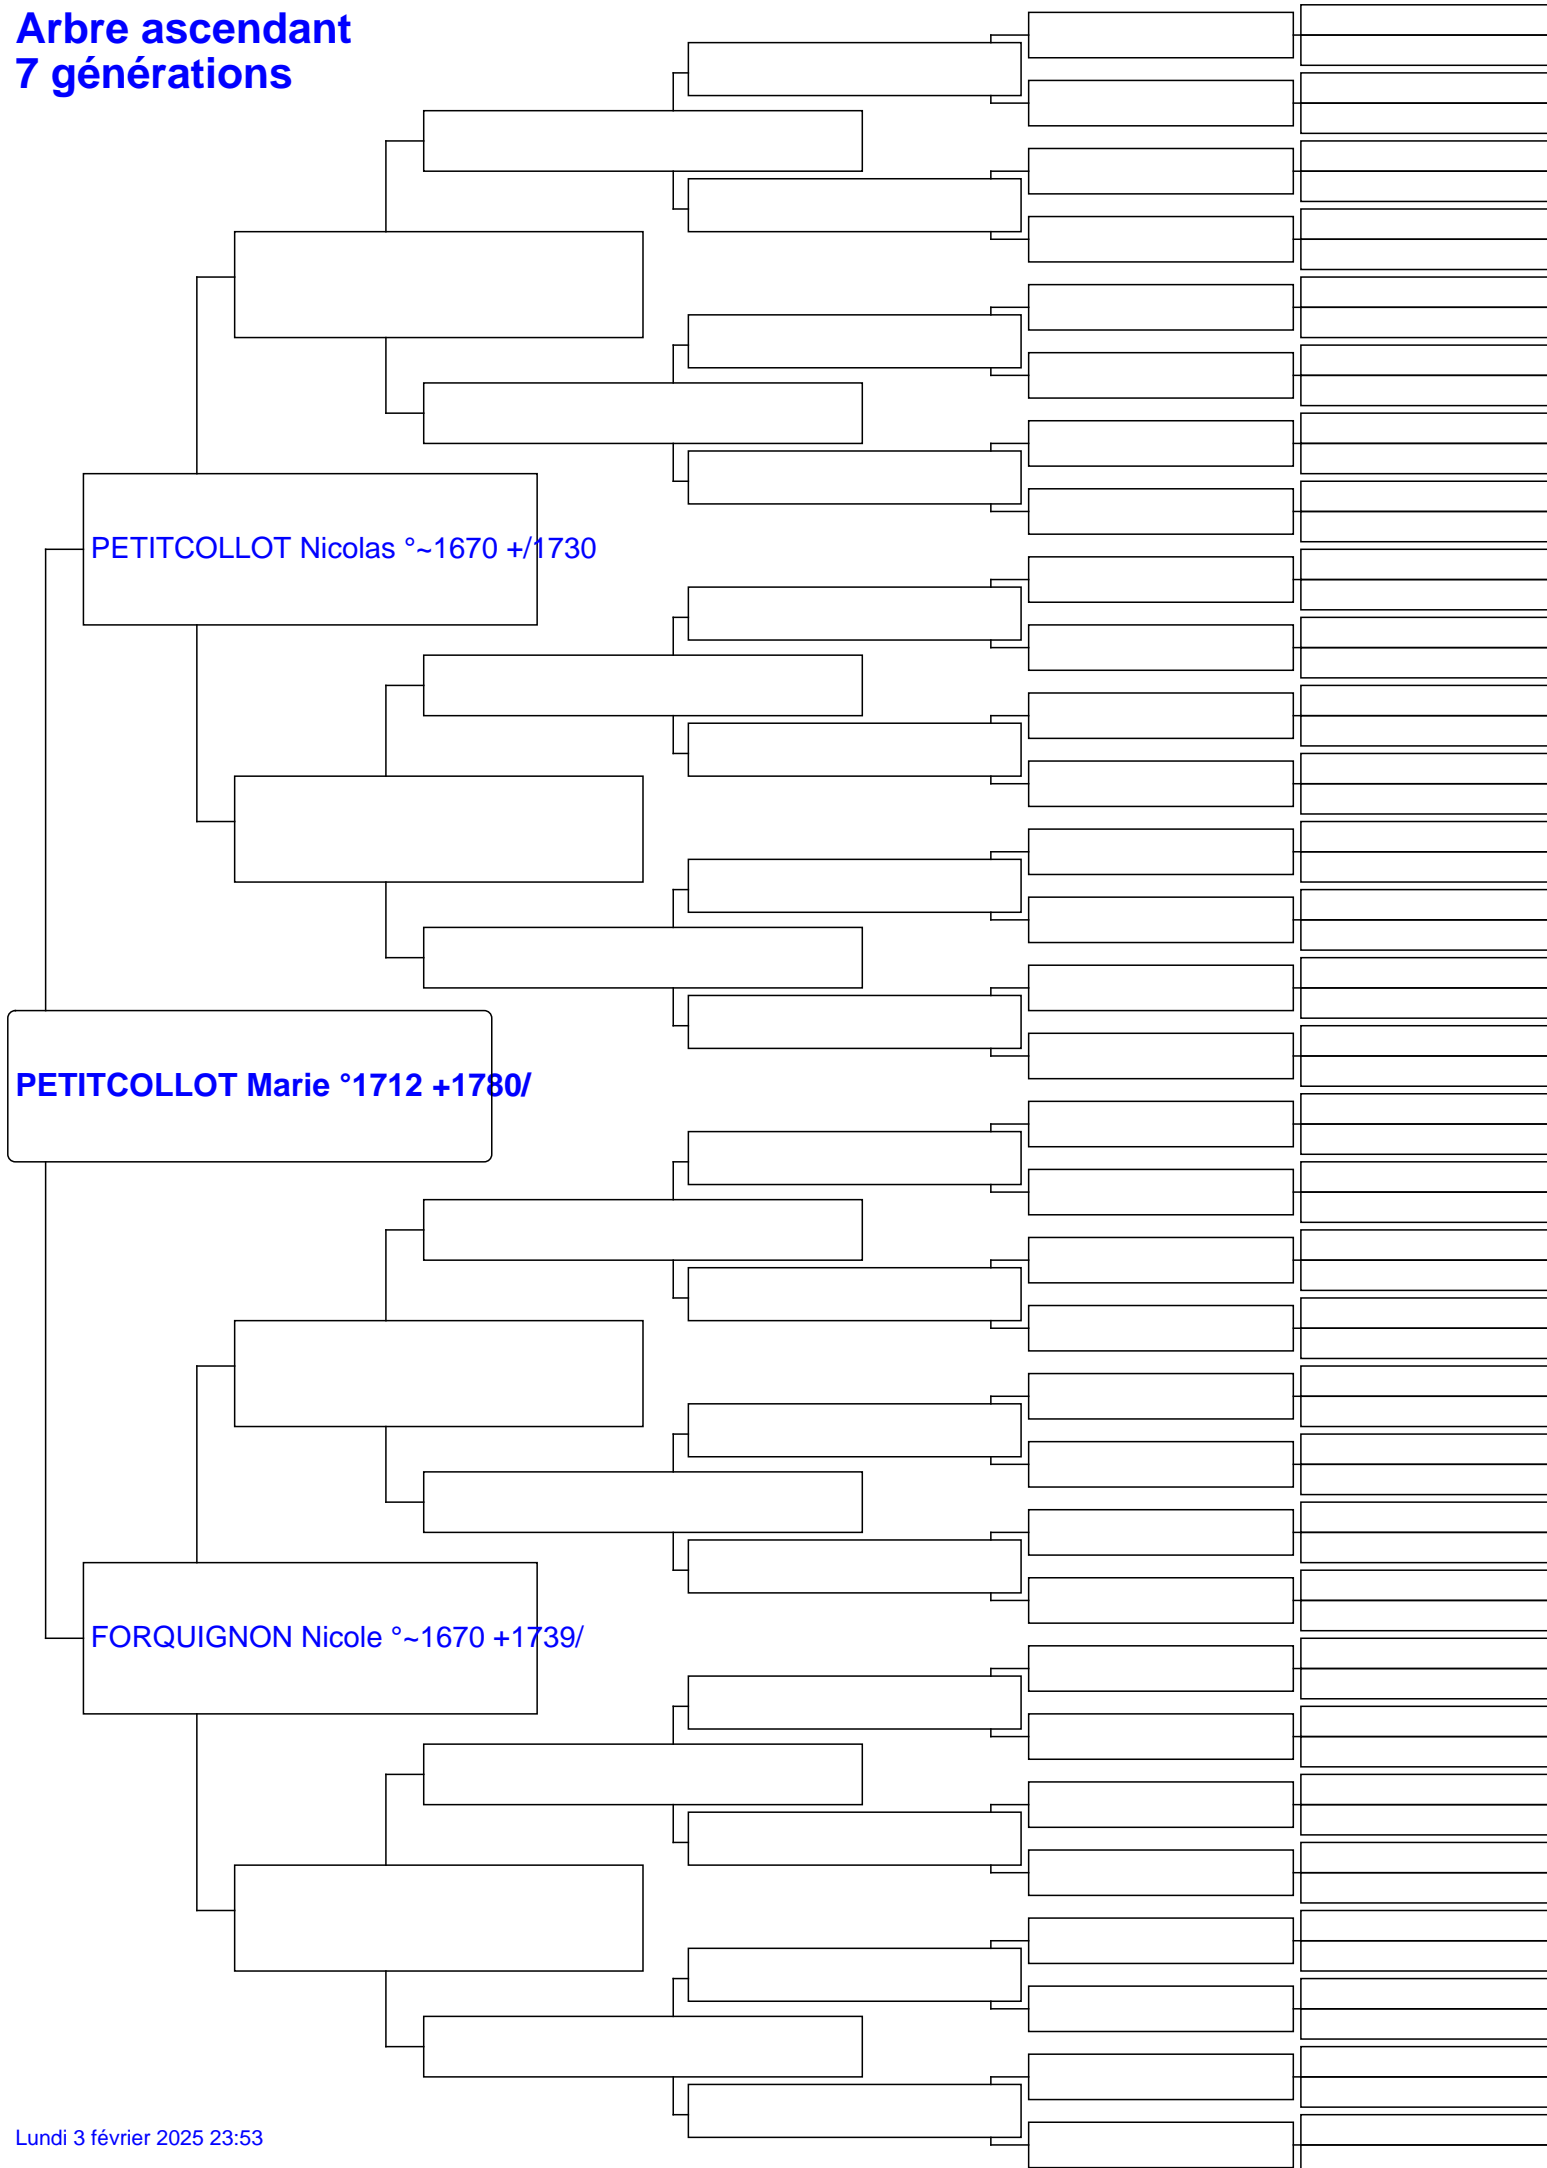 Arbre ascendant
7 générations
PETITCOLLOT Nicolas °~1670 +/1730
PETITCOLLOT Marie °1712 +1780/
FORQUIGNON Nicole °~1670 +1739/
Lundi 3 février 2025 23:53